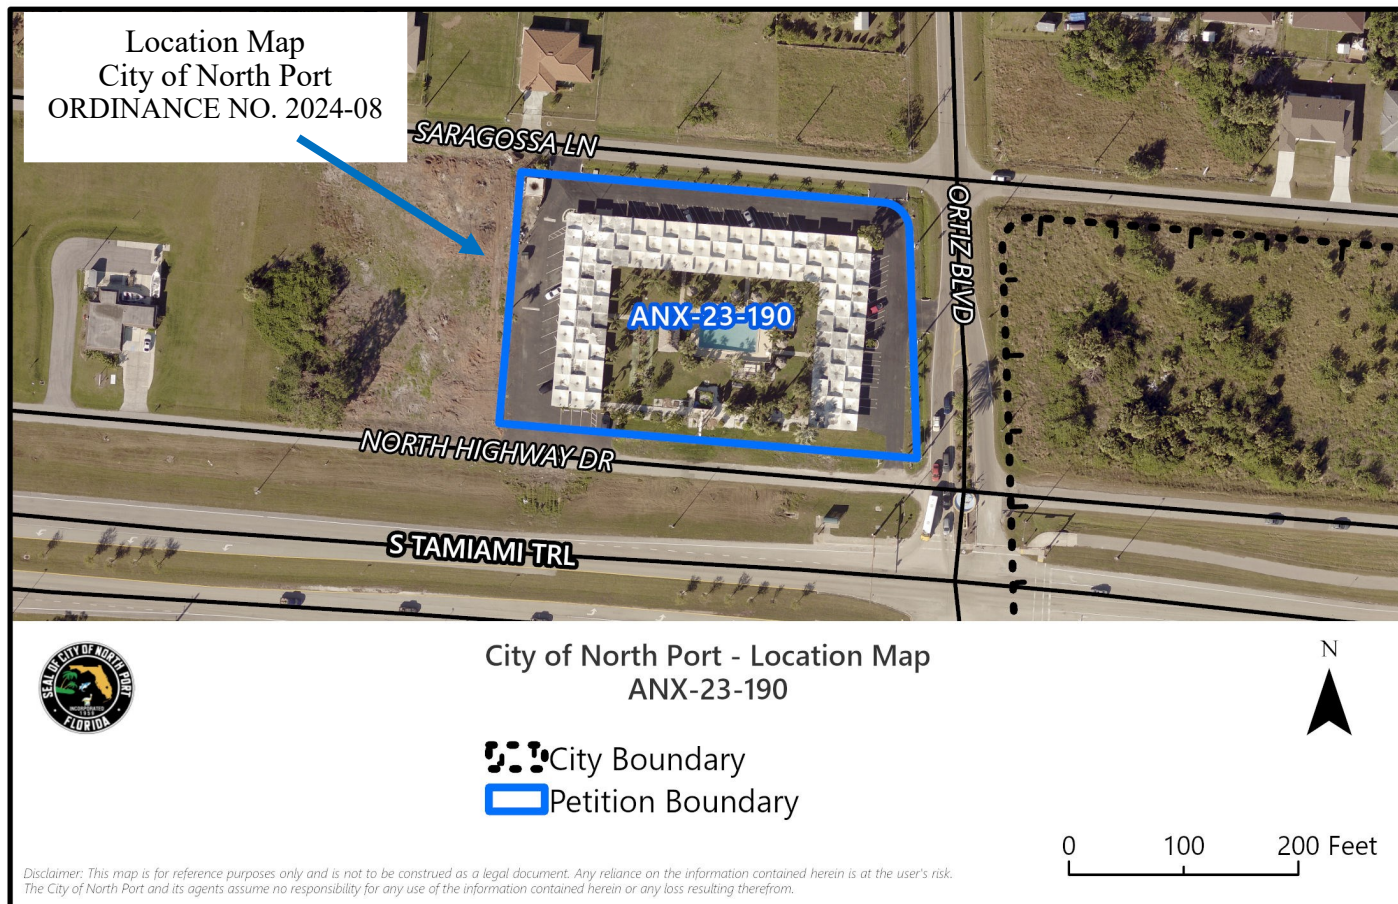 Location Map
City of North Port
ORDINANCE NO. 2024-08
SARAGOSSA LN
ORTIZ BLVD
ANX-23-190
NORTH HIGHWAY DR
S TAMIAMI TRL
SEAL OF CITY OF NORTH PORT
INCORPORATED
1959
FLORIDA
City of North Port - Location Map
ANX-23-190
N
City Boundary
Petition Boundary
0 100 200 Feet
Disclaimer: This map is for reference purposes only and is not to be construed as a legal document. Any reliance on the information contained herein is at the user's risk.
The City of North Port and its agents assume no responsibility for any use of the information contained herein or any loss resulting therefrom.